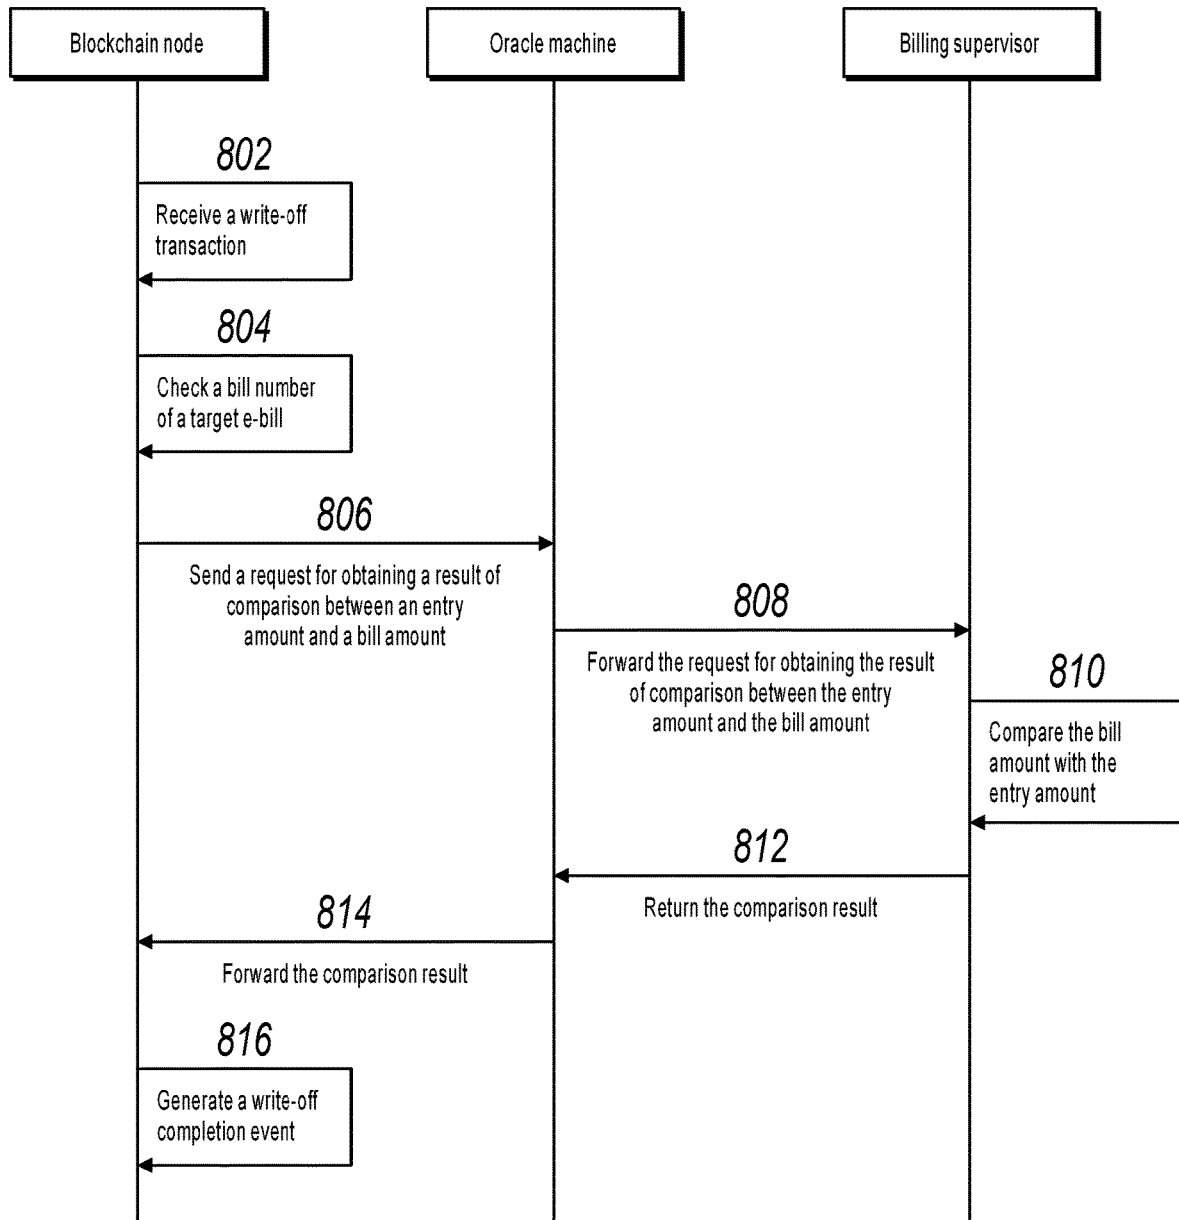 Blockchain node
Oracle machine
Billing supervisor
802
Receive a write-off
transaction
804
Check a bill number
of a target e-bill
806
Send a request for obtaining a result of
comparison between an entry
amount and a bill amount
808
Forward the request for obtaining the result
of comparison between the entry
amount and the bill amount
810
Compare the bill
amount with the
entry amount
812
Return the comparison result
814
Forward the comparison result
816
Generate a write-off
completion event